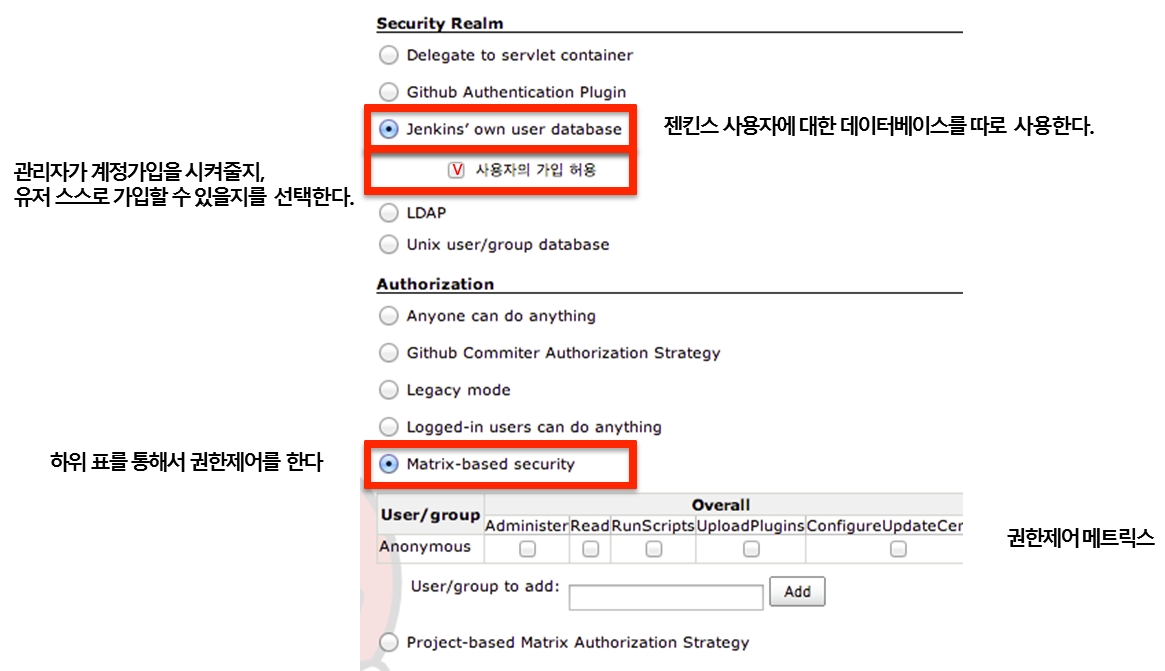 Security Realm
Delegate to servlet container
Github Authentication Plugin
Jenkins' own user database
젠킨스 사용자에 대한 데이터베이스를 따로 사용한다.
V 사용자의 가입 허용
관리자가 계정가입을 시켜줄지,
유저 스스로 가입할 수 있을지를 선택한다.
LDAP
Unix user/group database
Authorization
Anyone can do anything
Github Commiter Authorization Strategy
Legacy mode
Logged-in users can do anything
하위 표를 통해서 권한제어를 한다
Matrix-based security
User/group Overall
Administer Read RunScripts UploadPlugins ConfigureUpdateCer
Anonymous
권한제어 메트릭스
User/group to add: Add
Project-based Matrix Authorization Strategy